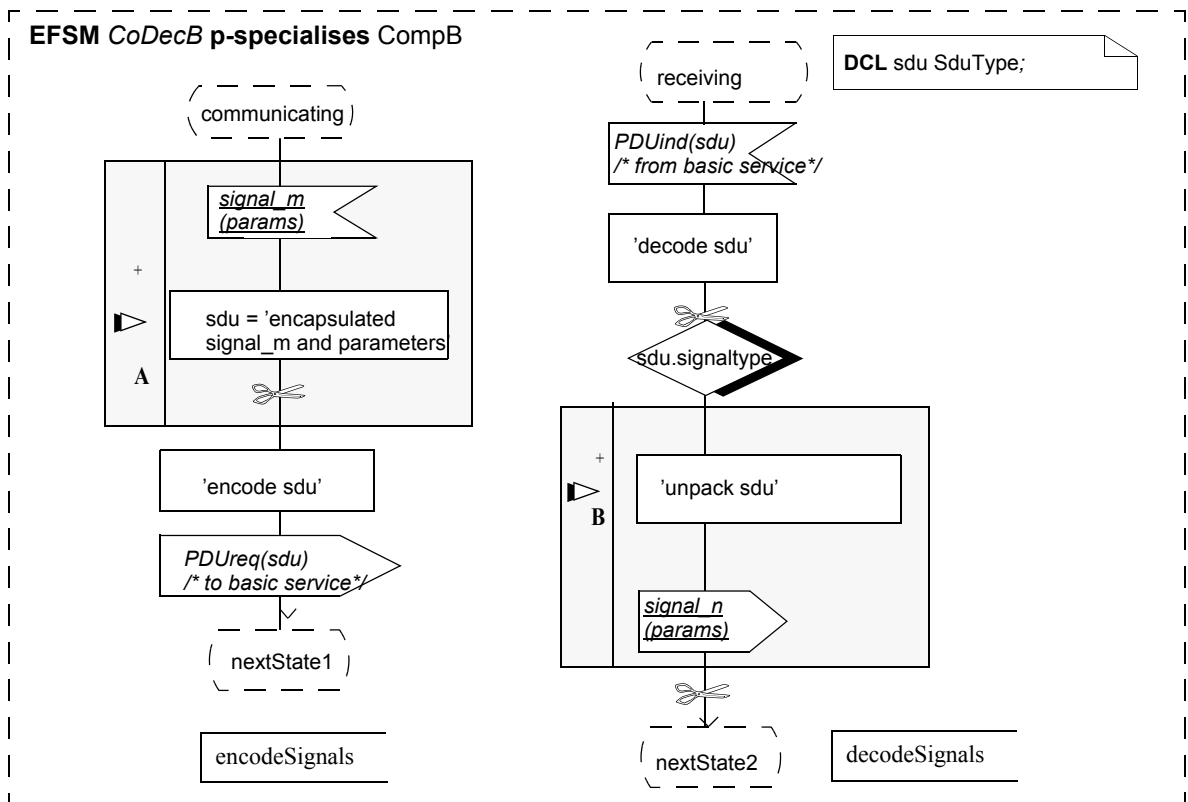 EFSM CoDecB p-specialises CompB
DCL sdu SduType;
communicating
signal_m
(params)
+
sdu = 'encapsulated
signal_m and parameters'
A
'encode sdu'
PDUreq(sdu)
/* to basic service*/
nextState1
encodeSignals
receiving
PDUind(sdu)
/* from basic service*/
'decode sdu'
sdu.signaltype
+
'unpack sdu'
B
signal_n
(params)
nextState2
decodeSignals